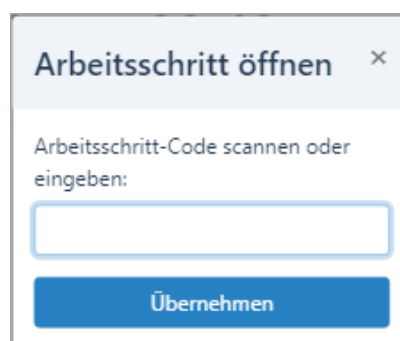 Arbeitsschritt öffnen ×
Arbeitsschritt-Code scannen oder
eingeben:
Übernehmen